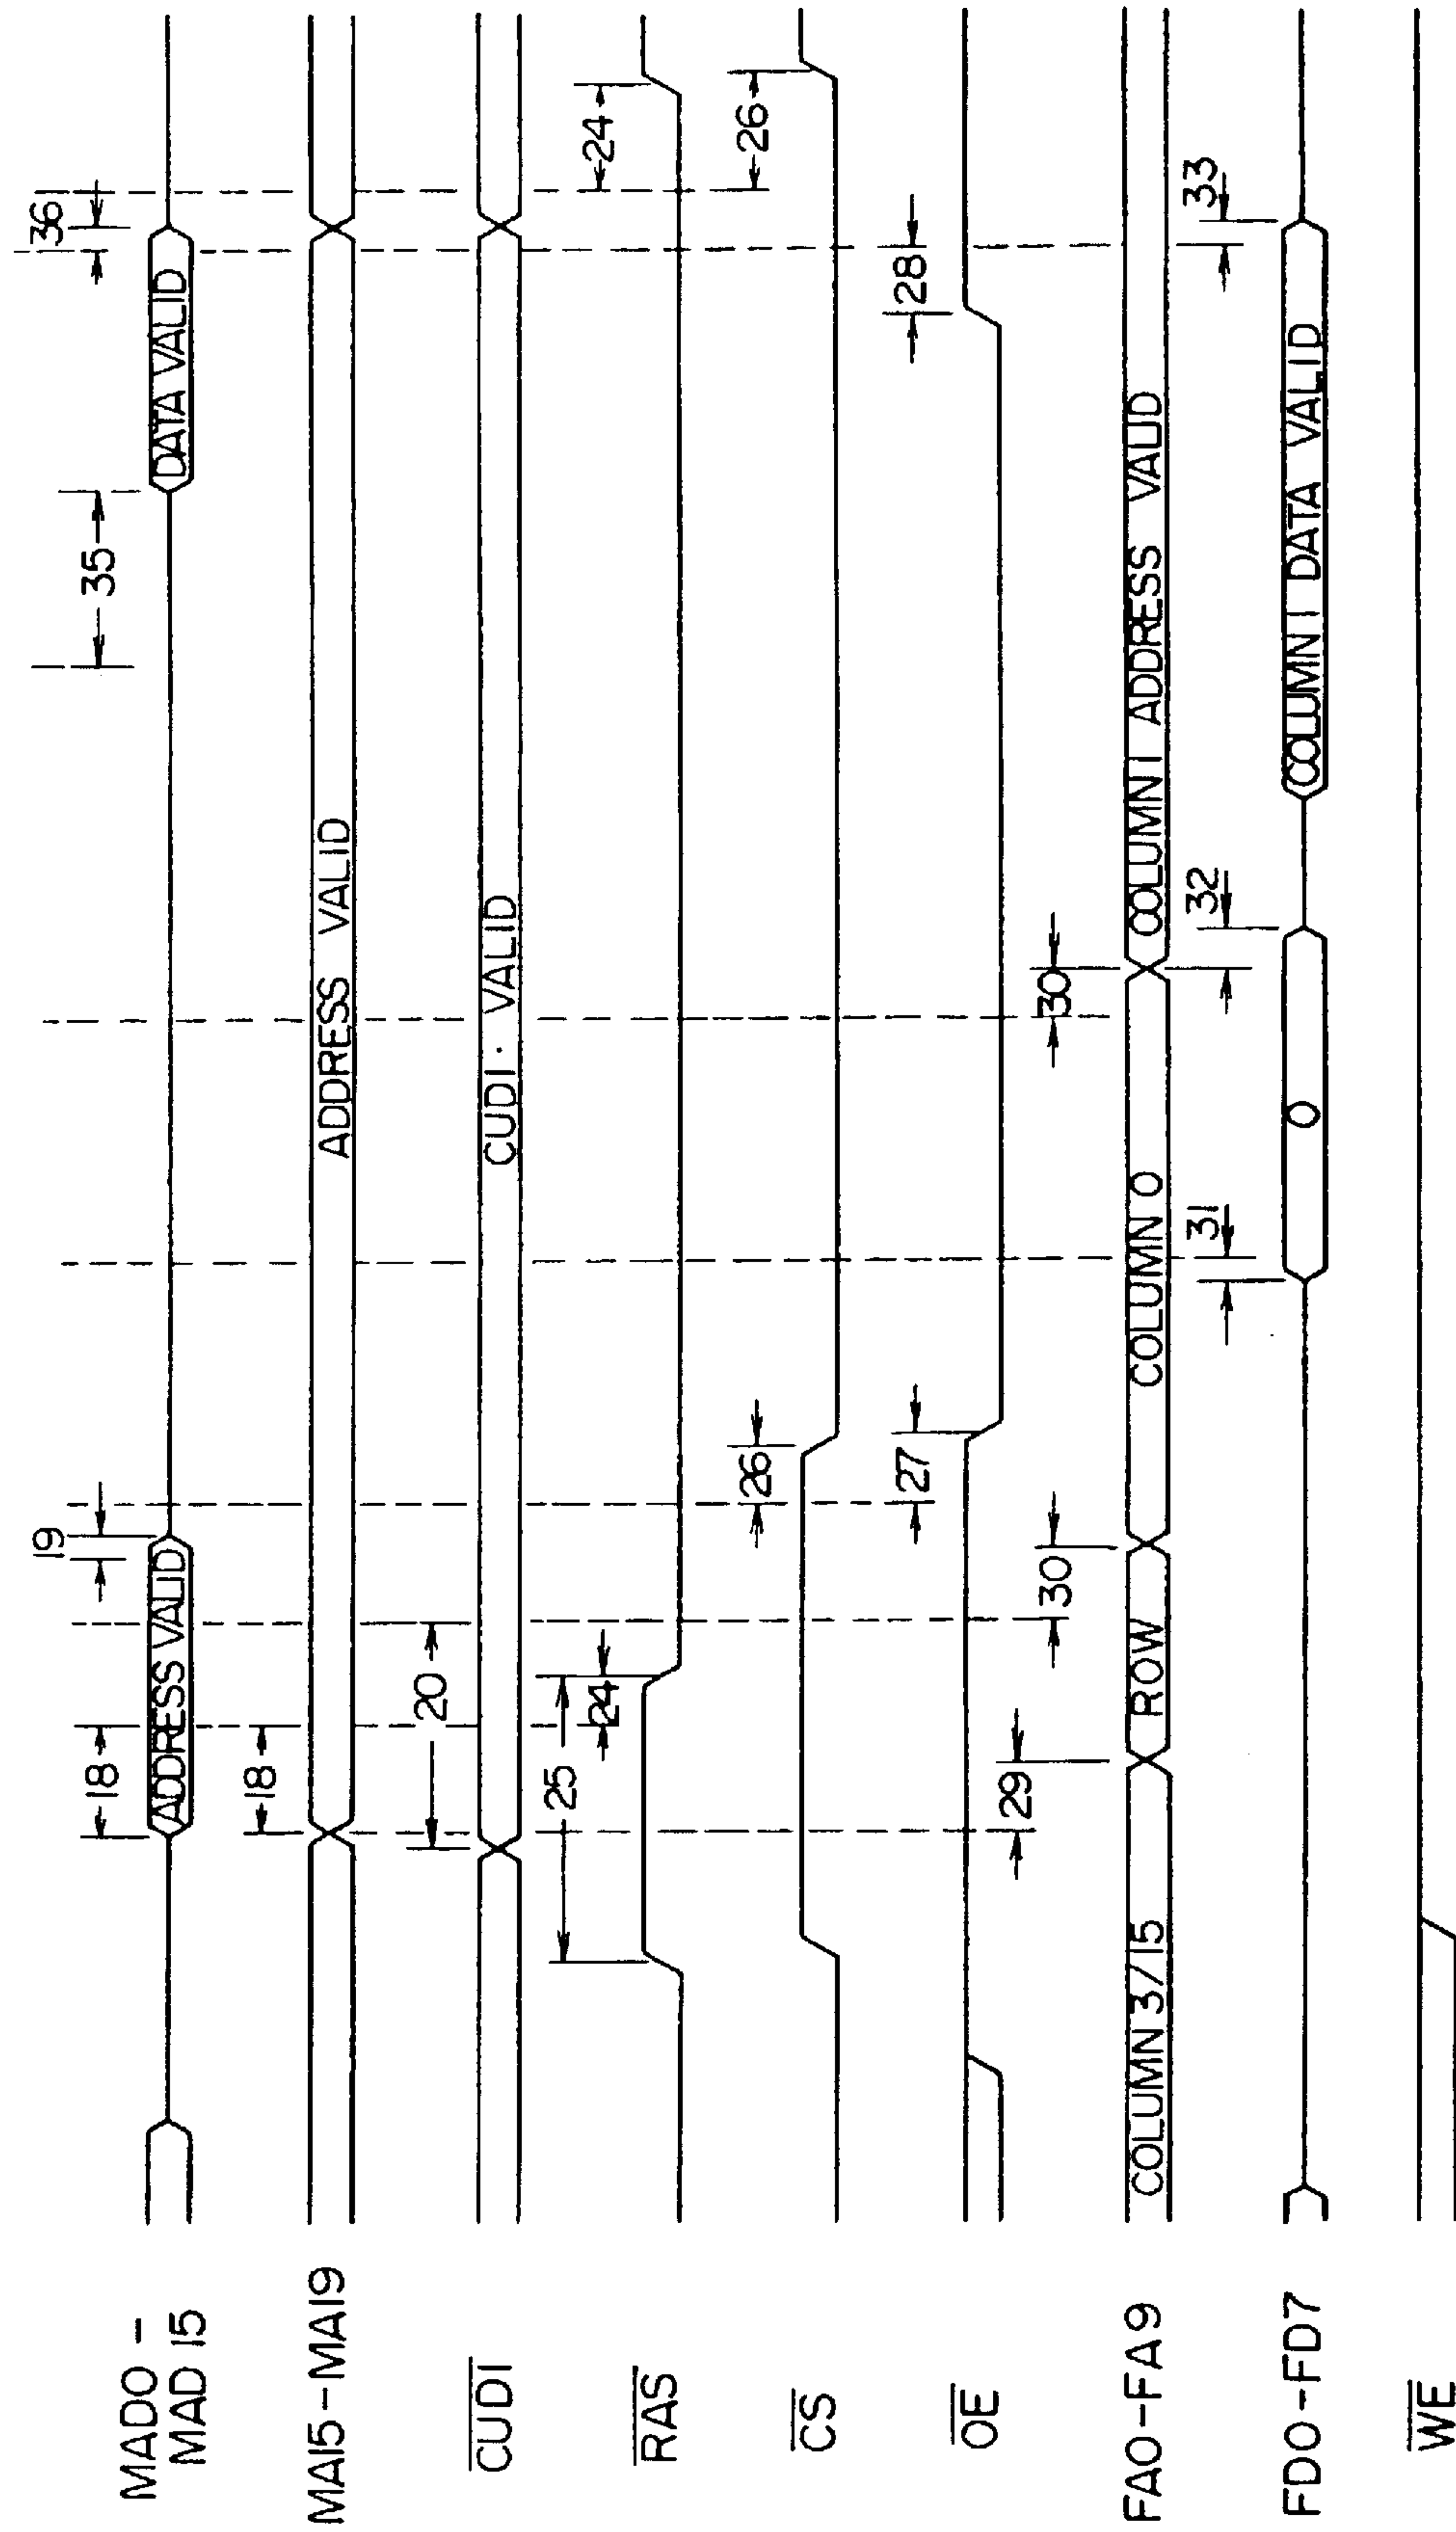 MAD0 -
MAD 15
18
ADDRESS VALID
19
35
DATA VALID
36
MA15-MA19
18
ADDRESS VALID
CUD1
20
CUD1 · VALID
RAS
25
24
24
CS
26
26
OE
27
28
29
30
30
FA0-FA9
COLUMN 3/15
ROW
COLUMN 0
COLUMN 1 ADDRESS VALID
31
32
33
FD0-FD7
0
COLUMN 1 DATA VALID
WE